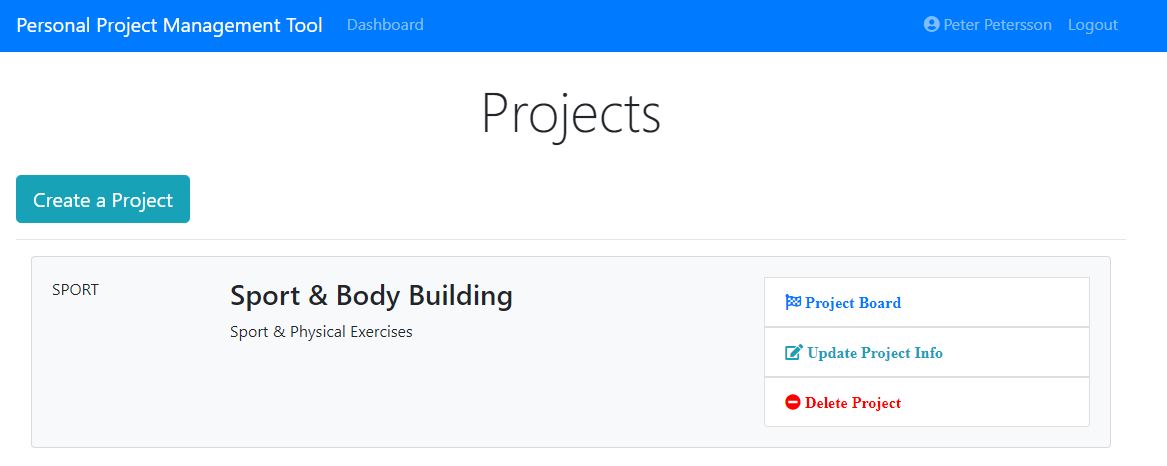 Personal Project Management Tool Dashboard Peter Petersson Logout
Projects
Create a Project
SPORT
Sport & Body Building
Sport & Physical Exercises
Project Board
Update Project Info
Delete Project